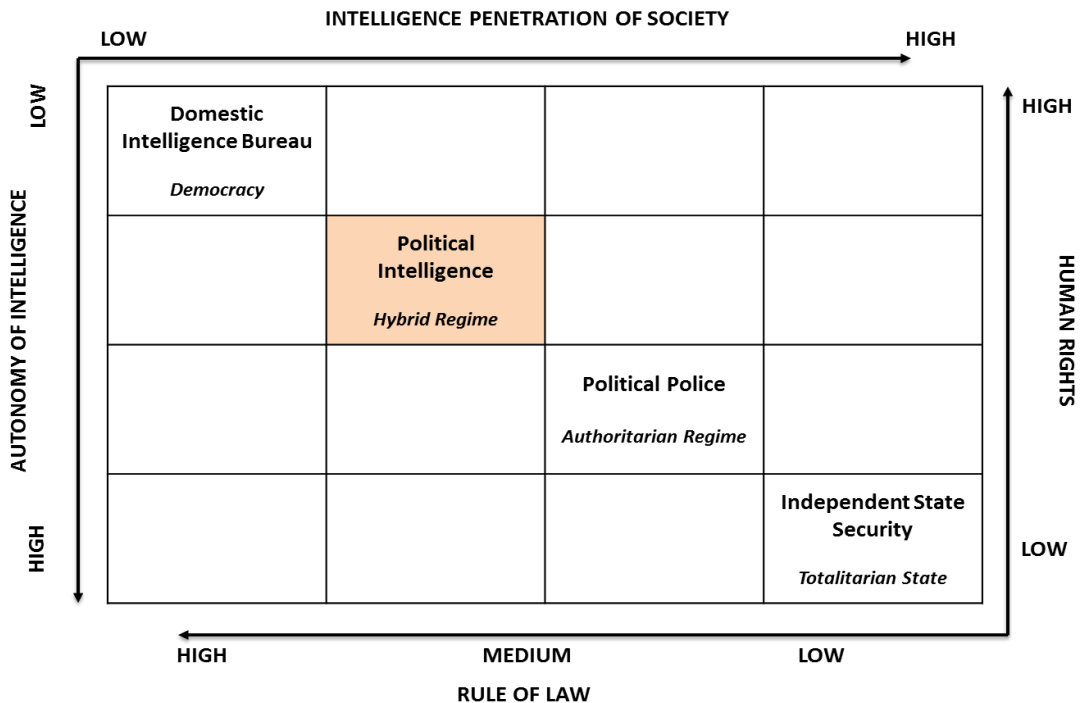 INTELLIGENCE PENETRATION OF SOCIETY
LOW
HIGH
LOW
HIGH
Domestic
Intelligence Bureau
Democracy
AUTONOMY OF INTELLIGENCE
Political
Intelligence
Hybrid Regime
HUMAN RIGHTS
Political Police
Authoritarian Regime
Independent State
Security
Totalitarian State
HIGH
LOW
HIGH
MEDIUM
LOW
RULE OF LAW